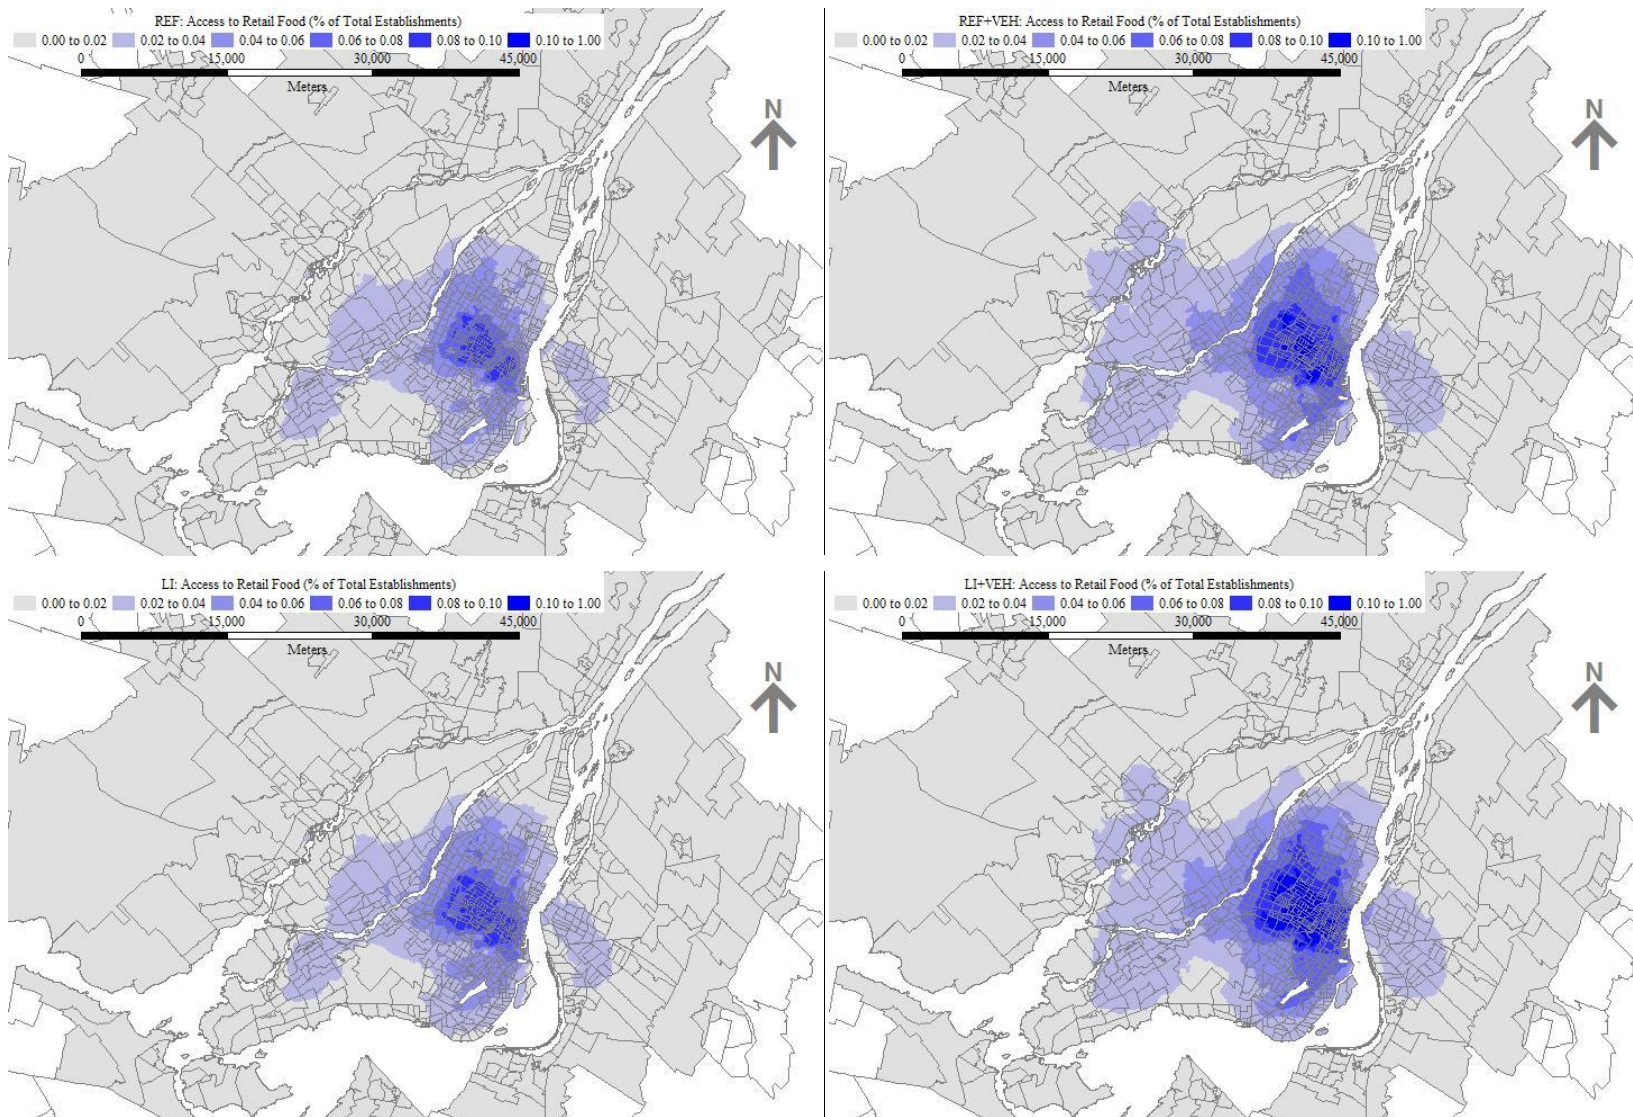 REF: Access to Retail Food (% of Total Establishments)
0.00 to 0.02 0.02 to 0.04 0.04 to 0.06 0.06 to 0.08 0.08 to 0.10 0.10 to 1.00
0 15,000 30,000 45,000
Meters
N
REF+VEH: Access to Retail Food (% of Total Establishments)
0.00 to 0.02 0.02 to 0.04 0.04 to 0.06 0.06 to 0.08 0.08 to 0.10 0.10 to 1.00
0 15,000 30,000 45,000
Meters
N
LI: Access to Retail Food (% of Total Establishments)
0.00 to 0.02 0.02 to 0.04 0.04 to 0.06 0.06 to 0.08 0.08 to 0.10 0.10 to 1.00
0 15,000 30,000 45,000
Meters
N
LI+VEH: Access to Retail Food (% of Total Establishments)
0.00 to 0.02 0.02 to 0.04 0.04 to 0.06 0.06 to 0.08 0.08 to 0.10 0.10 to 1.00
0 15,000 30,000 45,000
Meters
N